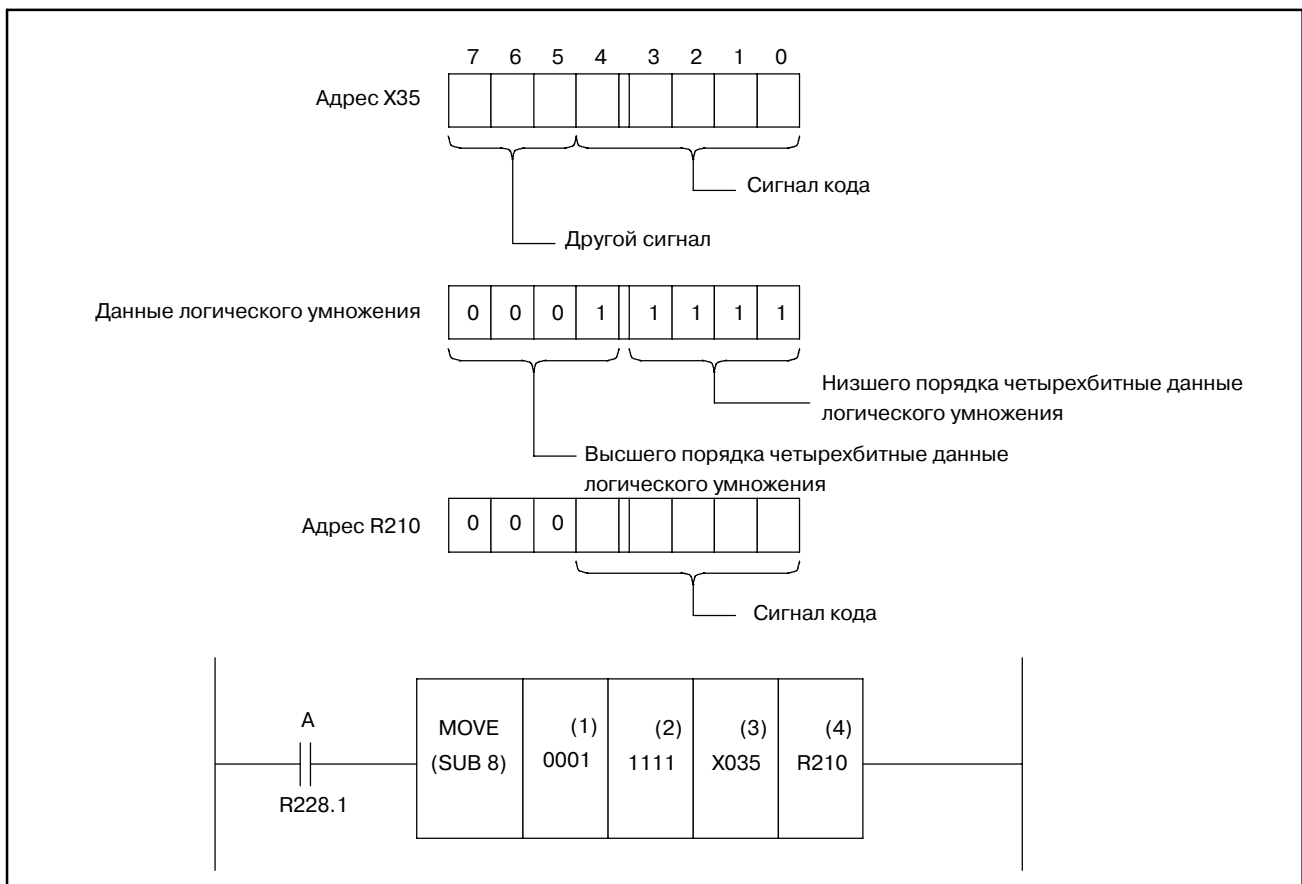 7 6 5 4 3 2 1 0
Адрес X35
Сигнал кода
Другой сигнал
Данные логического умножения 0 0 0 1 1 1 1 1
Низшего порядка четырехбитные данные
логического умножения
Высшего порядка четырехбитные данные
логического умножения
Адрес R210 0 0 0
Сигнал кода
A
MOVE (1) (2) (3) (4)
(SUB 8) 0001 1111 X035 R210
R228.1